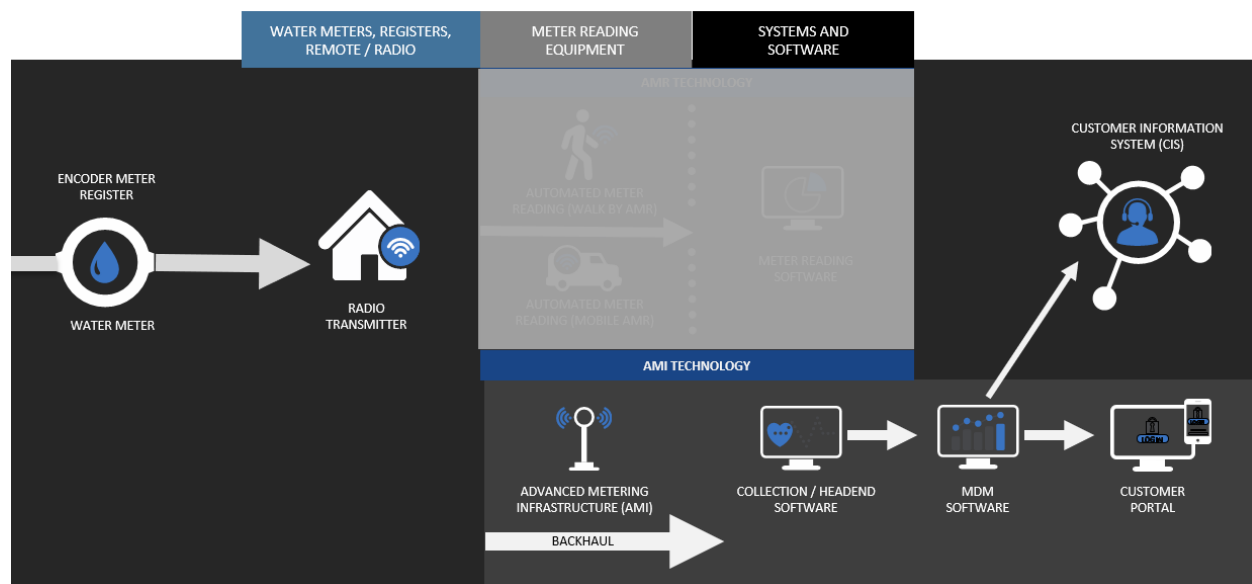 WATER METERS, REGISTERS,
REMOTE / RADIO
METER READING
EQUIPMENT
SYSTEMS AND
SOFTWARE
AMR TECHNOLOGY
CUSTOMER INFORMATION
SYSTEM (CIS)
ENCODER METER
REGISTER
AUTOMATED METER
READING (WALK BY AMR)
WATER METER
RADIO
TRANSMITTER
METER READING
SOFTWARE
AUTOMATED METER
READING (MOBILE AMR)
AMI TECHNOLOGY
LOGIN
ADVANCED METERING
INFRASTRUCTURE (AMI)
COLLECTION / HEADEND
SOFTWARE
MDM
SOFTWARE
CUSTOMER
PORTAL
BACKHAUL